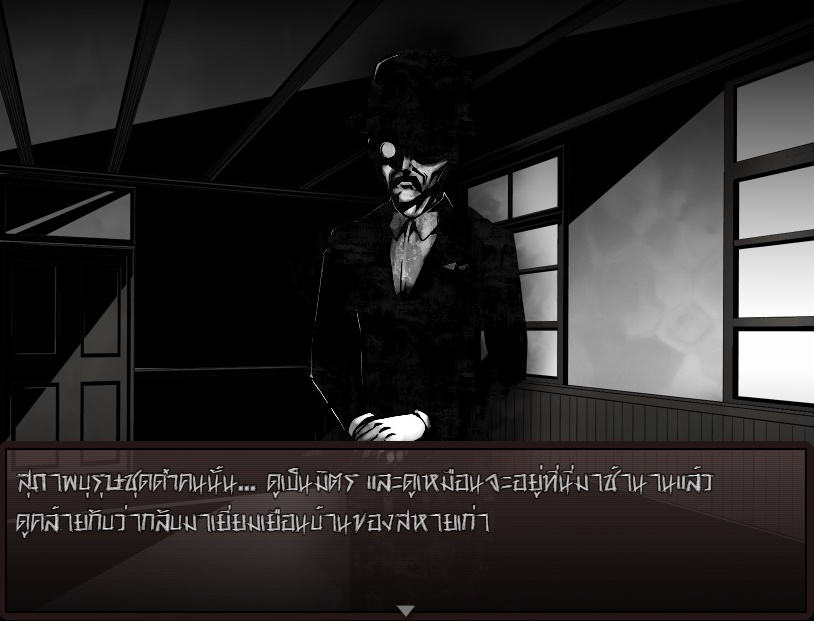 สุภาพบุรุษชุดดำคนนั้น... ดูเป็นมิตร และดูเหมือนจะอยู่ที่นี่มาช้านานแล้ว
ดูคล้ายกับว่ากลับมาเยี่ยมเยือนบ้านของสหายเก่า